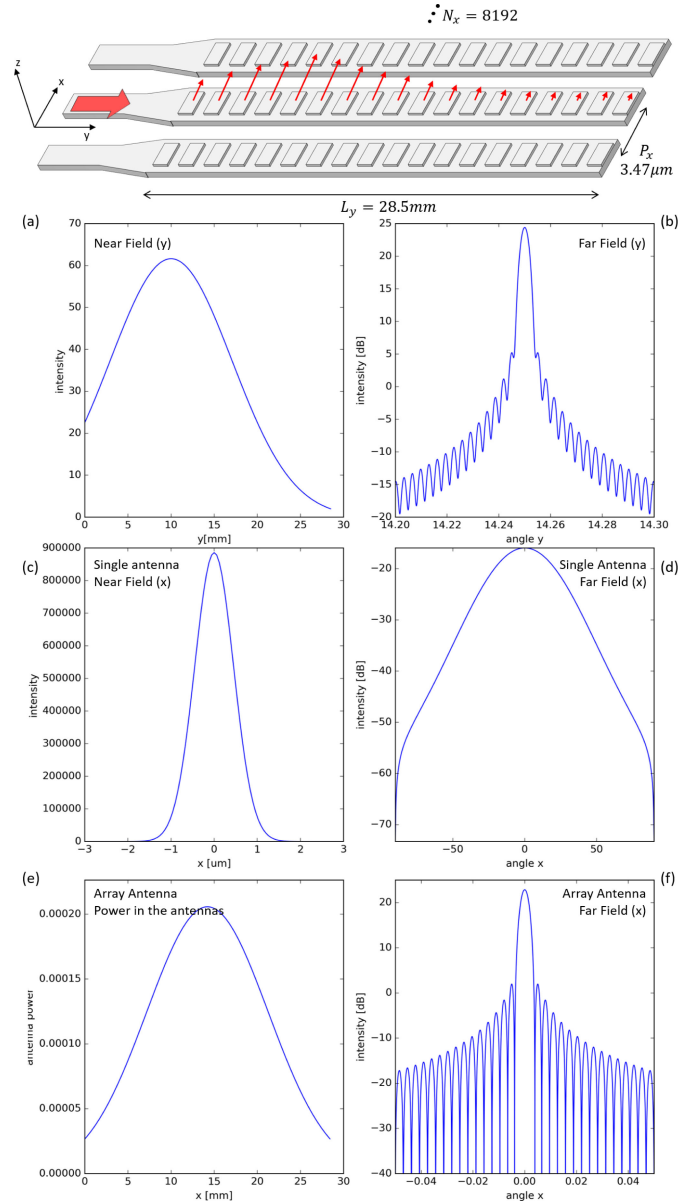 ⋰ N_x = 8192
z
x
y
P_x
3.47μm
L_y = 28.5mm
(a)
Near Field (y)
intensity
70
60
50
40
30
20
10
0
0 5 10 15 20 25 30
y[mm]
(b)
Far Field (y)
intensity [dB]
25
20
15
10
5
0
−5
−10
−15
−20
14.20 14.22 14.24 14.26 14.28 14.30
angle y
(c)
Single antenna
Near Field (x)
intensity
900000
800000
700000
600000
500000
400000
300000
200000
100000
0
−3 −2 −1 0 1 2 3
x [um]
(d)
Single Antenna
Far Field (x)
intensity [dB]
−20
−30
−40
−50
−60
−70
−50 0 50
angle x
(e)
Array Antenna
Power in the antennas
antenna power
0.00020
0.00015
0.00010
0.00005
0.00000
0 5 10 15 20 25 30
x [mm]
(f)
Array Antenna
Far Field (x)
intensity [dB]
20
10
0
−10
−20
−30
−40
−0.04 −0.02 0.00 0.02 0.04
angle x